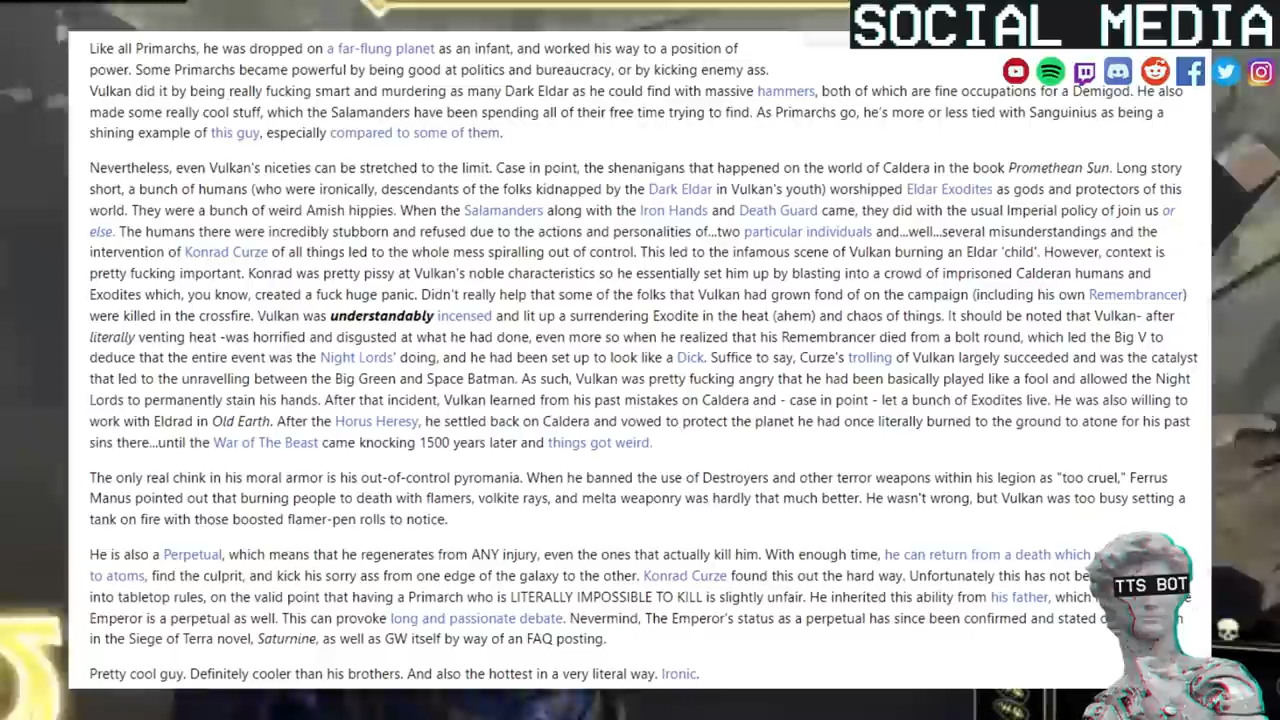 SOCIAL MEDIA
Like all Primarchs, he was dropped on a far-flung planet as an infant, and worked his way to a position of
power. Some Primarchs became powerful by being good at politics and bureaucracy, or by kicking enemy ass.
Vulkan did it by being really fucking smart and murdering as many Dark Eldar as he could find with massive hammers, both of which are fine occupations for a Demigod. He also
made some really cool stuff, which the Salamanders have been spending all of their free time trying to find. As Primarchs go, he's more or less tied with Sanguinius as being a
shining example of this guy, especially compared to some of them.
Nevertheless, even Vulkan's niceties can be stretched to the limit. Case in point, the shenanigans that happened on the world of Caldera in the book Promethean Sun. Long story
short, a bunch of humans (who were ironically, descendants of the folks kidnapped by the Dark Eldar in Vulkan's youth) worshipped Eldar Exodites as gods and protectors of this
world. They were a bunch of weird Amish hippies. When the Salamanders along with the Iron Hands and Death Guard came, they did with the usual Imperial policy of join us or
else. The humans there were incredibly stubborn and refused due to the actions and personalities of...two particular individuals and...well...several misunderstandings and the
intervention of Konrad Curze of all things led to the whole mess spiralling out of control. This led to the infamous scene of Vulkan burning an Eldar 'child'. However, context is
pretty fucking important. Konrad was pretty pissy at Vulkan's noble characteristics so he essentially set him up by blasting into a crowd of imprisoned Calderan humans and
Exodites which, you know, created a fuck huge panic. Didn't really help that some of the folks that Vulkan had grown fond of on the campaign (including his own Remembrancer)
were killed in the crossfire. Vulkan was understandably incensed and lit up a surrendering Exodite in the heat (ahem) and chaos of things. It should be noted that Vulkan- after
literally venting heat -was horrified and disgusted at what he had done, even more so when he realized that his Remembrancer died from a bolt round, which led the Big V to
deduce that the entire event was the Night Lords' doing, and he had been set up to look like a Dick. Suffice to say, Curze's trolling of Vulkan largely succeeded and was the catalyst
that led to the unravelling between the Big Green and Space Batman. As such, Vulkan was pretty fucking angry that he had been basically played like a fool and allowed the Night
Lords to permanently stain his hands. After that incident, Vulkan learned from his past mistakes on Caldera and - case in point - let a bunch of Exodites live. He was also willing to
work with Eldrad in Old Earth. After the Horus Heresy, he settled back on Caldera and vowed to protect the planet he had once literally burned to the ground to atone for his past
sins there...until the War of The Beast came knocking 1500 years later and things got weird.
The only real chink in his moral armor is his out-of-control pyromania. When he banned the use of Destroyers and other terror weapons within his legion as "too cruel," Ferrus
Manus pointed out that burning people to death with flamers, volkite rays, and melta weaponry was hardly that much better. He wasn't wrong, but Vulkan was too busy setting a
tank on fire with those boosted flamer-pen rolls to notice.
He is also a Perpetual, which means that he regenerates from ANY injury, even the ones that actually kill him. With enough time, he can return from a death which
to atoms, find the culprit, and kick his sorry ass from one edge of the galaxy to the other. Konrad Curze found this out the hard way. Unfortunately this has not be
into tabletop rules, on the valid point that having a Primarch who is LITERALLY IMPOSSIBLE TO KILL is slightly unfair. He inherited this ability from his father, which
Emperor is a perpetual as well. This can provoke long and passionate debate. Nevermind, The Emperor's status as a perpetual has since been confirmed and stated
in the Siege of Terra novel, Saturnine, as well as GW itself by way of an FAQ posting.
Pretty cool guy. Definitely cooler than his brothers. And also the hottest in a very literal way. Ironic.
TTS BOT